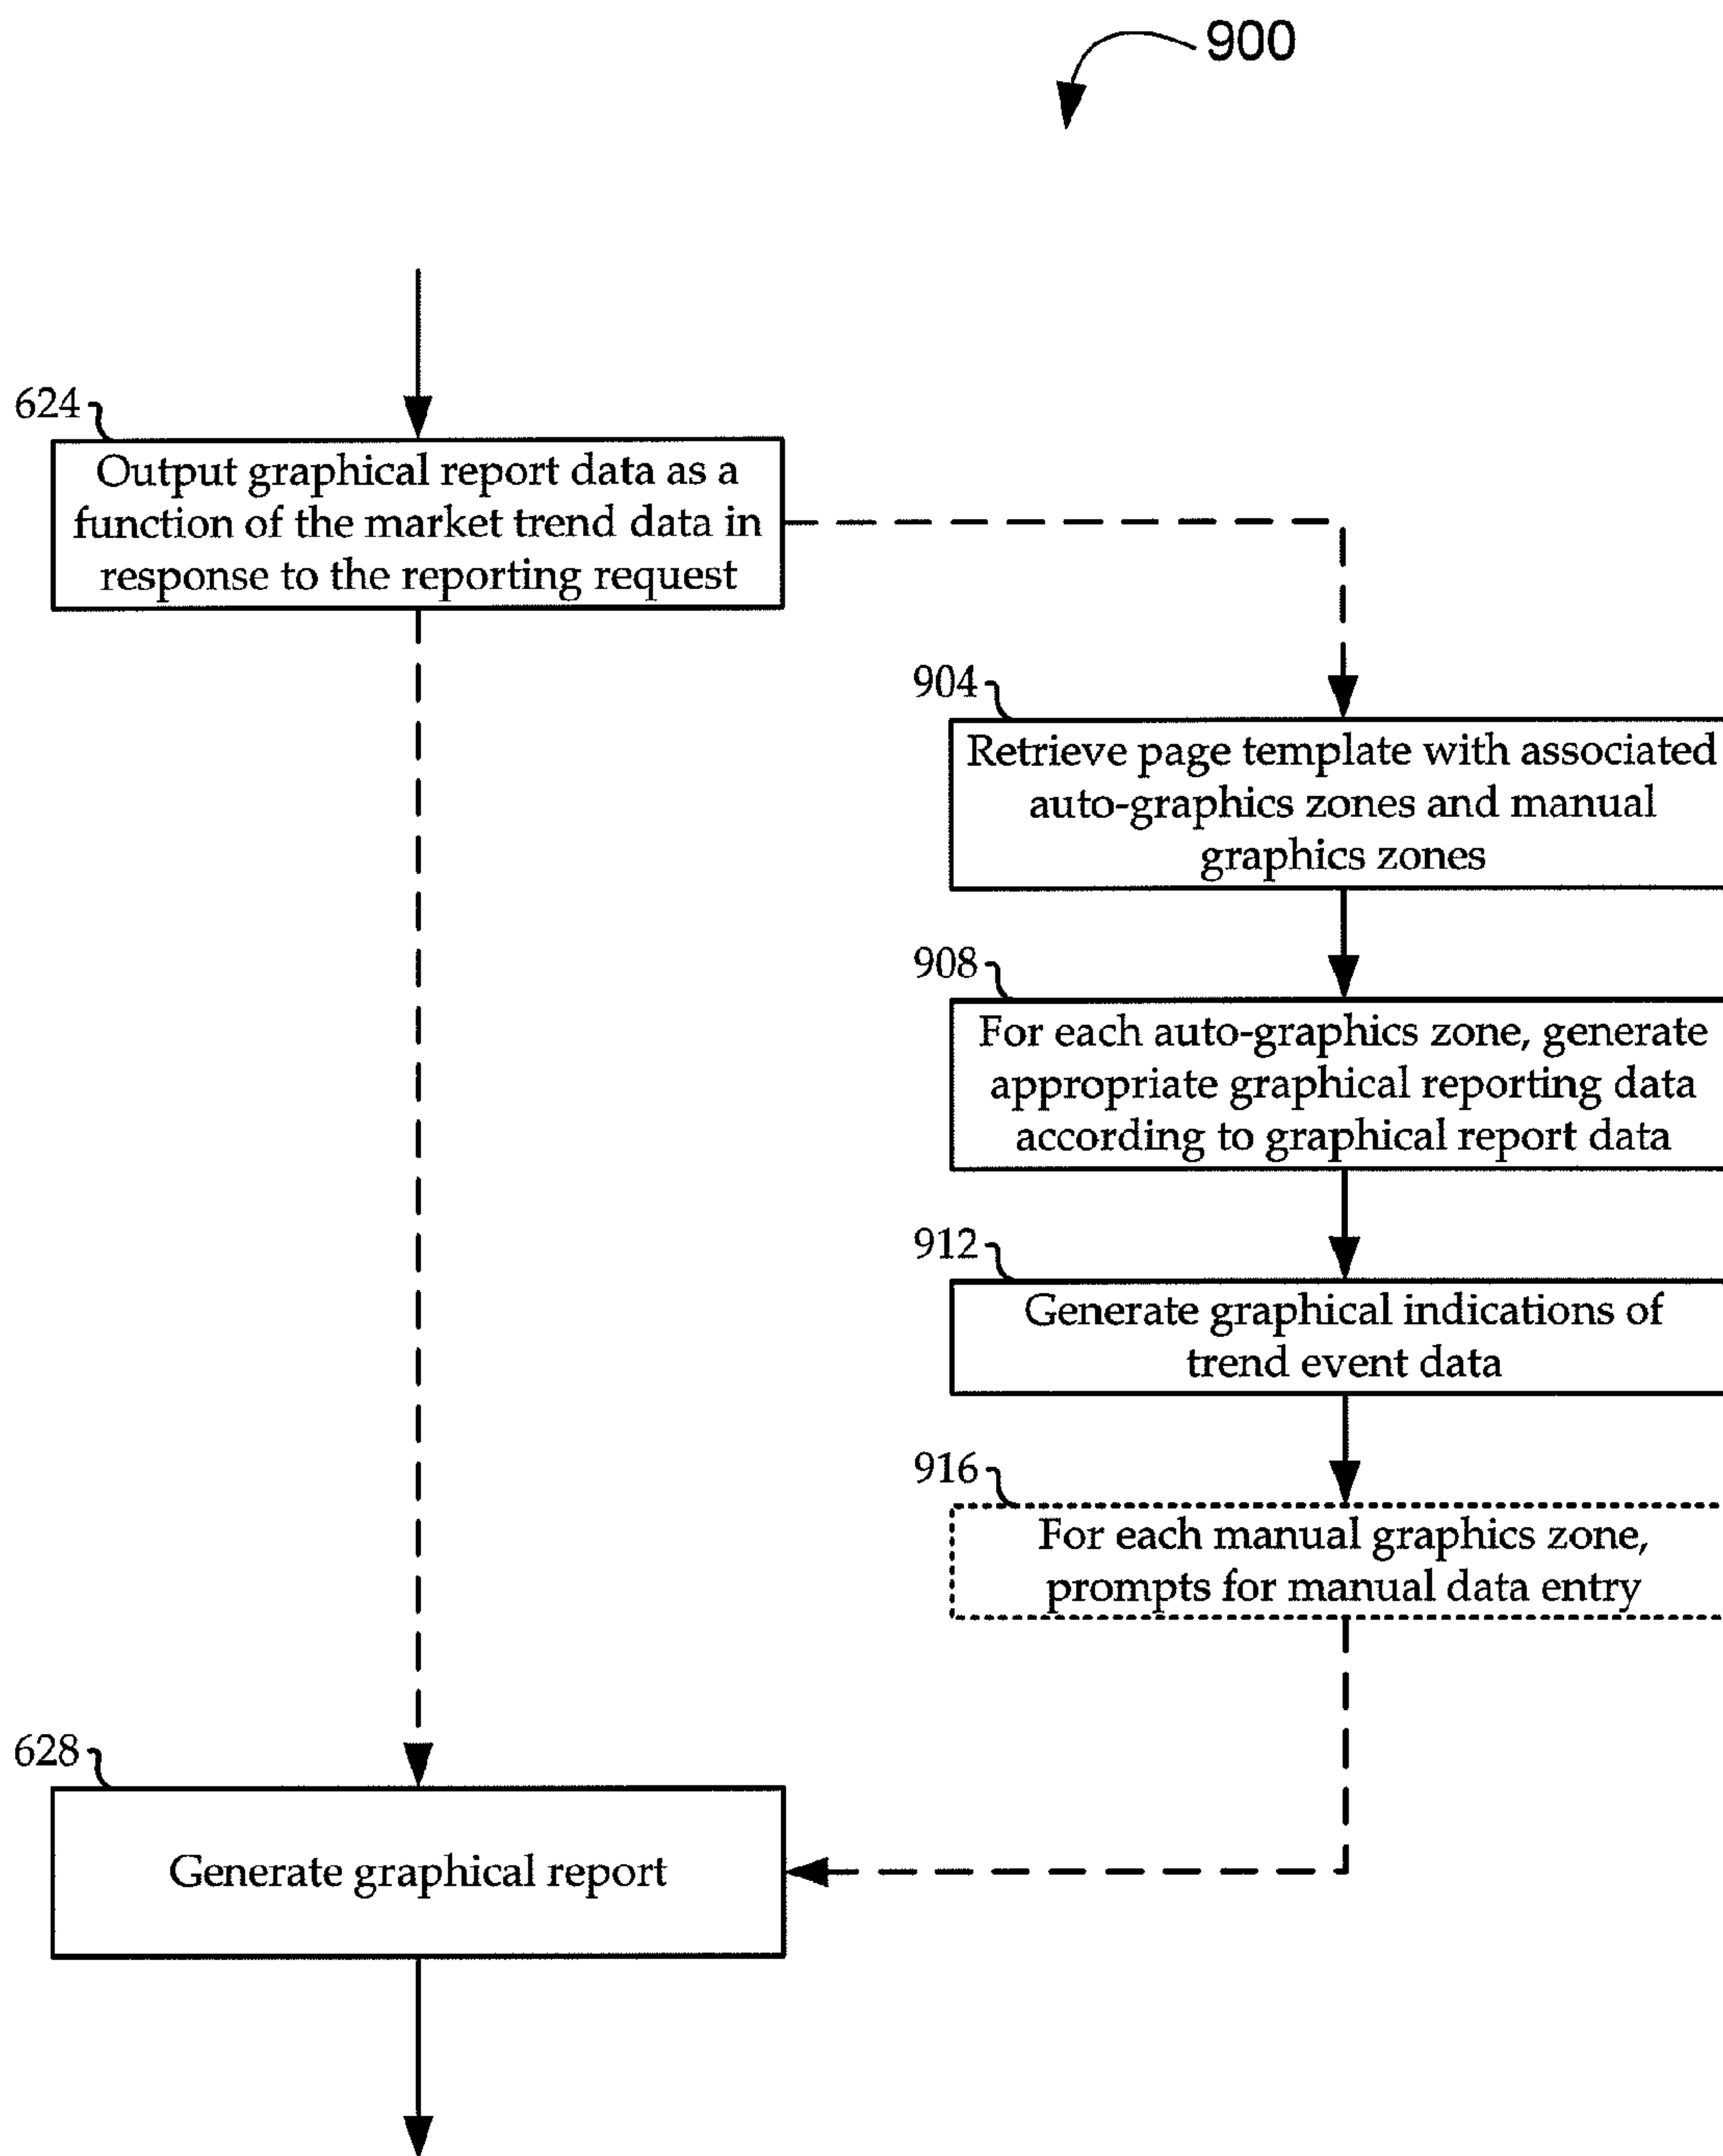 900
624
Output graphical report data as a
function of the market trend data in
response to the reporting request
904
Retrieve page template with associated
auto-graphics zones and manual
graphics zones
908
For each auto-graphics zone, generate
appropriate graphical reporting data
according to graphical report data
912
Generate graphical indications of
trend event data
916
For each manual graphics zone,
prompts for manual data entry
628
Generate graphical report